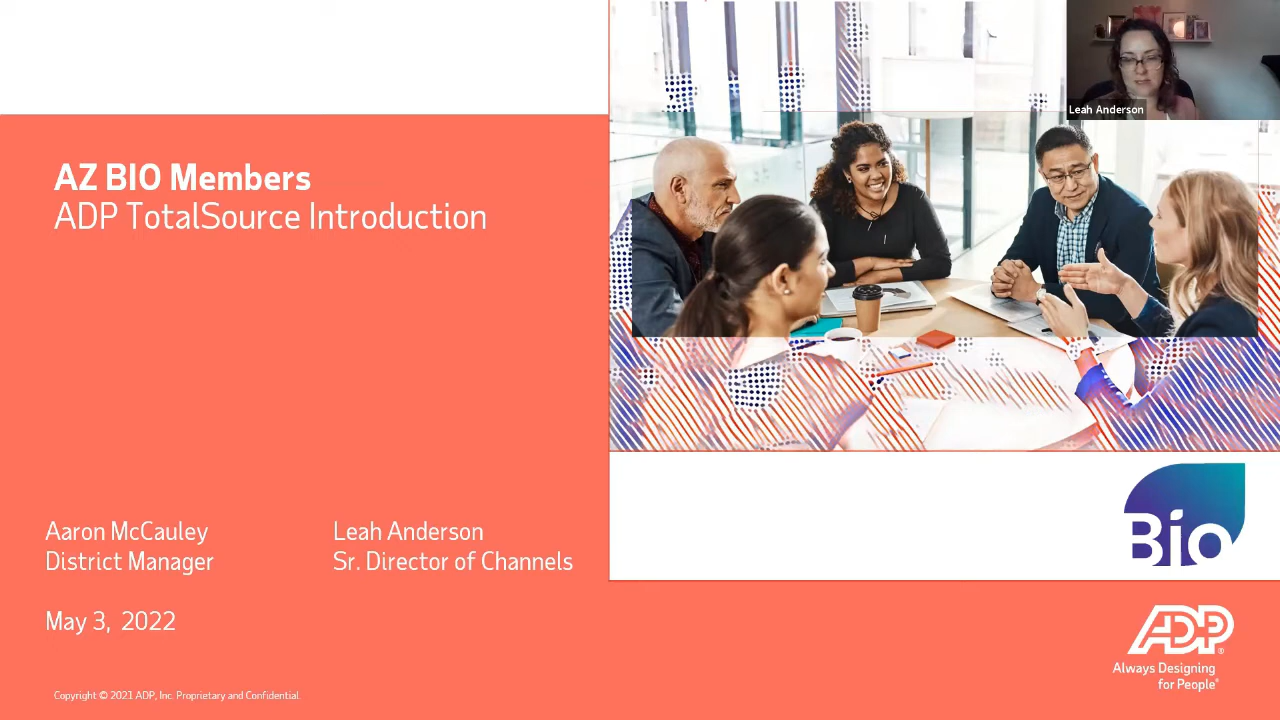 AZ BIO Members
ADP TotalSource Introduction
Leah Anderson
Aaron McCauley
District Manager
Leah Anderson
Sr. Director of Channels
May 3, 2022
Copyright © 2021 ADP, Inc. Proprietary and Confidential.
Bio
ADP®
Always Designing
for People®